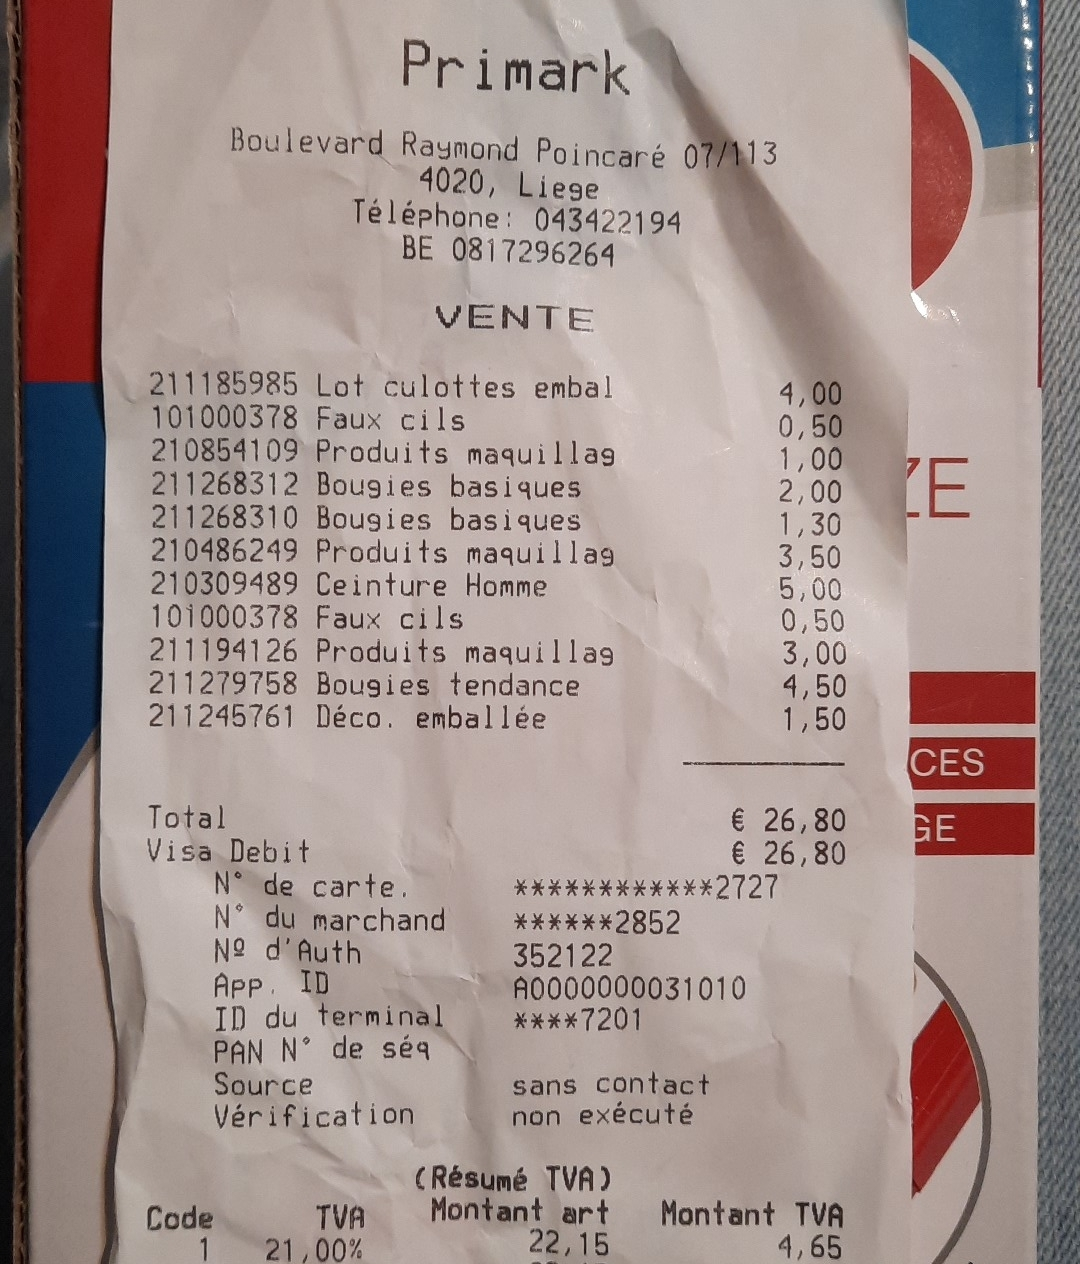 Primark
Boulevard Raymond Poincaré 07/113
4020, Liege
Téléphone: 043422194
BE 0817296264
VENTE
211185985 Lot culottes embal 4,00
101000378 Faux cils 0,50
210854109 Produits maquillag 1,00
211268312 Bougies basiques 2,00
211268310 Bougies basiques 1,30
210486249 Produits maquillag 3,50
210309489 Ceinture Homme 5,00
101000378 Faux cils 0,50
211194126 Produits maquillag 3,00
211279758 Bougies tendance 4,50
211245761 Déco. emballée 1,50
Total € 26,80
Visa Debit € 26,80
N° de carte. ************2727
N° du marchand ******2852
Nº d'Auth 352122
App. ID A0000000031010
ID du terminal ****7201
PAN N° de séq
Source sans contact
Vérification non exécuté
(Résumé TVA)
Code TVA Montant art Montant TVA
1 21,00% 22,15 4,65
ZE
CES
GE